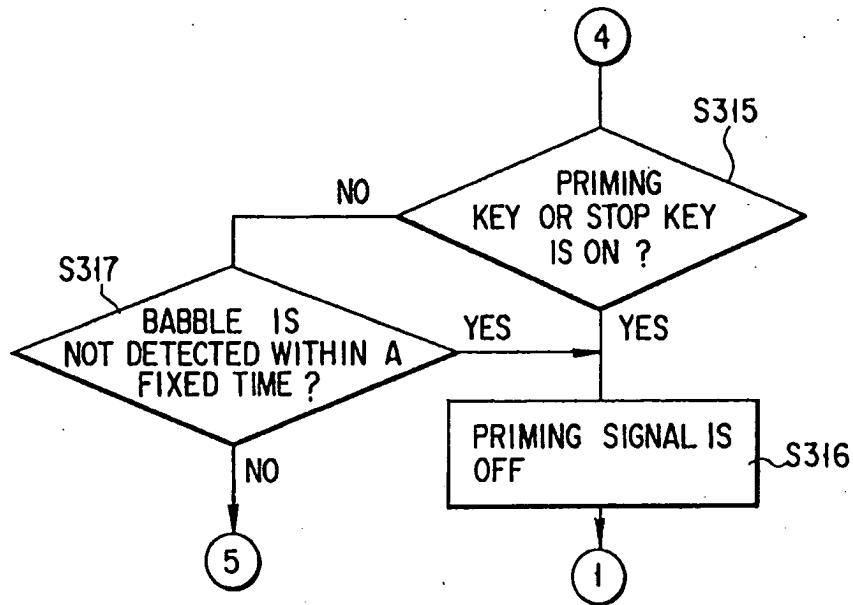 4
S315
PRIMING
KEY OR STOP KEY
IS ON ?
NO
YES
S317
BABBLE IS
NOT DETECTED WITHIN A
FIXED TIME ?
YES
NO
PRIMING SIGNAL IS
OFF
S316
5
1